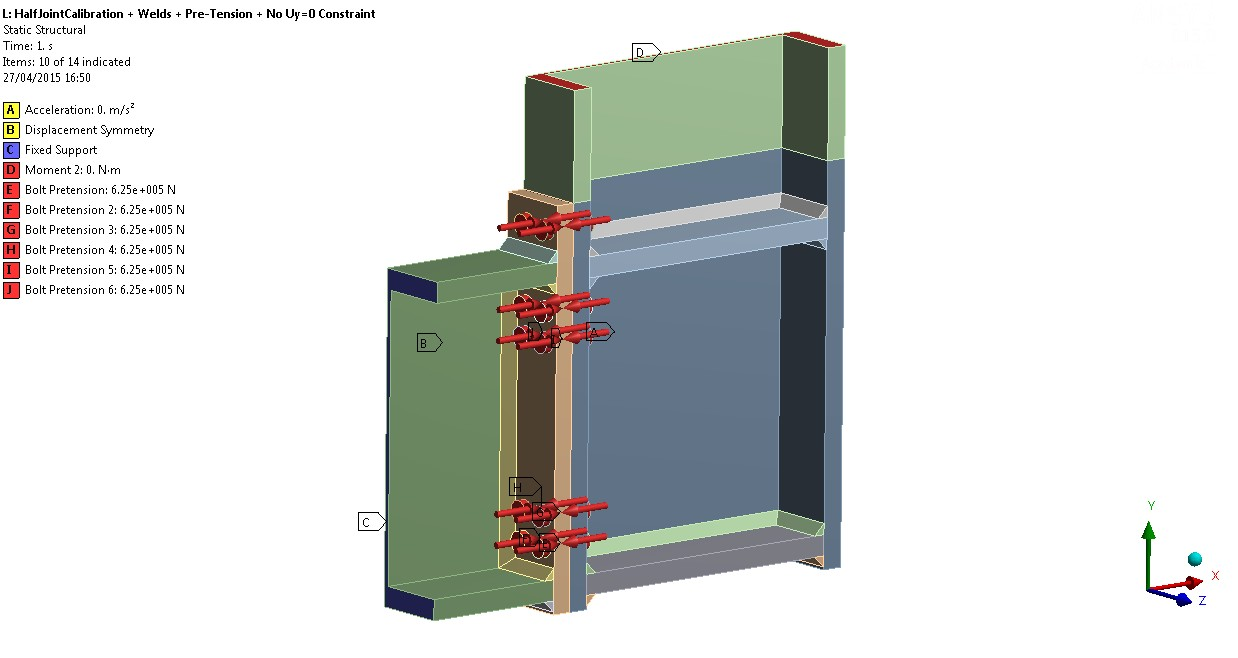 L: HalfJointCalibration + Welds + Pre-Tension + No Uy=0 Constraint
Static Structural
Time: 1. s
Items: 10 of 14 indicated
27/04/2015 16:50
A Acceleration: 0. m/s²
B Displacement Symmetry
C Fixed Support
D Moment 2: 0. N·m
E Bolt Pretension: 6.25e+005 N
F Bolt Pretension 2: 6.25e+005 N
G Bolt Pretension 3: 6.25e+005 N
H Bolt Pretension 4: 6.25e+005 N
I Bolt Pretension 5: 6.25e+005 N
J Bolt Pretension 6: 6.25e+005 N
D
A
B
H
C
Y
X
Z